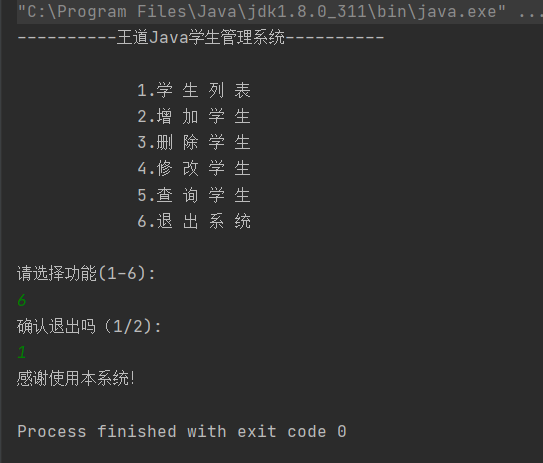 "C:\Program Files\Java\jdk1.8.0_311\bin\java.exe" ...
----------王道Java学生管理系统----------
1.学 生 列 表
2.增 加 学 生
3.删 除 学 生
4.修 改 学 生
5.查 询 学 生
6.退 出 系 统
请选择功能(1-6):
6
确认退出吗（1/2):
1
感谢使用本系统!
Process finished with exit code 0